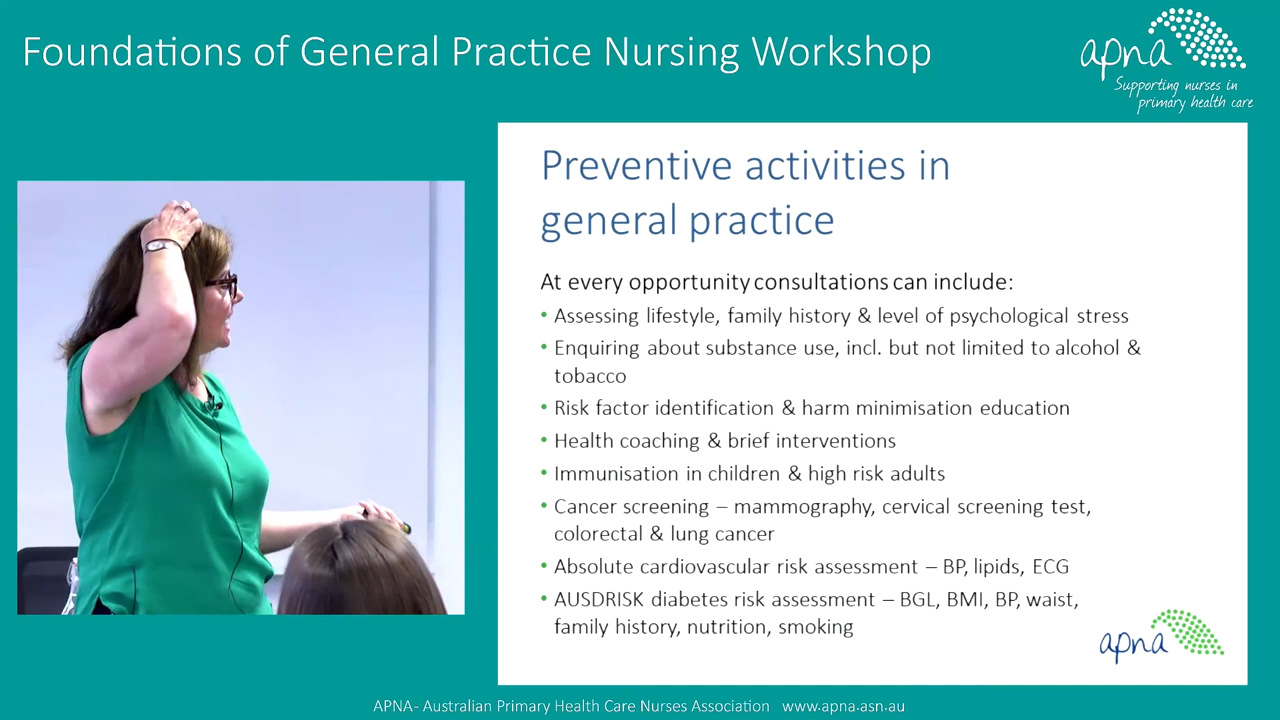 Foundations of General Practice Nursing Workshop
apna
Supporting nurses in
primary health care
Preventive activities in
general practice
At every opportunity consultations can include:
• Assessing lifestyle, family history & level of psychological stress
• Enquiring about substance use, incl. but not limited to alcohol &
tobacco
• Risk factor identification & harm minimisation education
• Health coaching & brief interventions
• Immunisation in children & high risk adults
• Cancer screening – mammography, cervical screening test,
colorectal & lung cancer
• Absolute cardiovascular risk assessment – BP, lipids, ECG
• AUSDRISK diabetes risk assessment – BGL, BMI, BP, waist,
family history, nutrition, smoking
apna
APNA- Australian Primary Health Care Nurses Association www.apna.asn.au